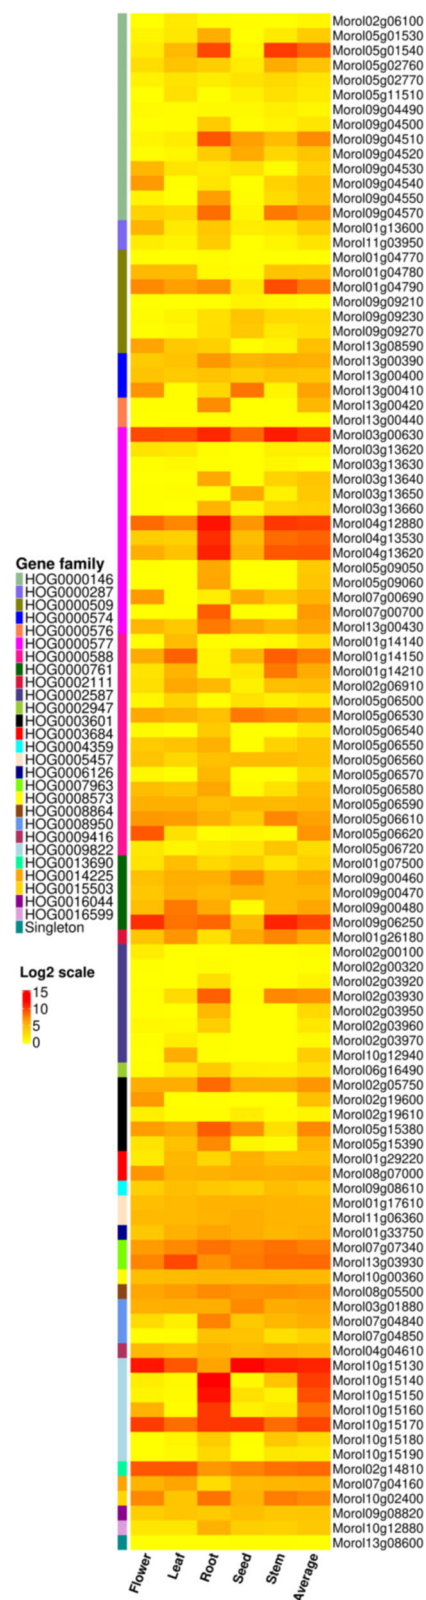 Morol02g06100
Morol05g01530
Morol05g01540
Morol05g02760
Morol05g02770
Morol05g11510
Morol09g04490
Morol09g04500
Morol09g04510
Morol09g04520
Morol09g04530
Morol09g04540
Morol09g04550
Morol09g04570
Morol01g13600
Morol11g03950
Morol01g04770
Morol01g04780
Morol01g04790
Morol09g09210
Morol09g09230
Morol09g09270
Morol13g08590
Morol13g00390
Morol13g00400
Morol13g00410
Morol13g00420
Morol13g00440
Morol03g00630
Morol03g13620
Morol03g13630
Morol03g13640
Morol03g13650
Morol03g13660
Morol04g12880
Morol04g13530
Morol04g13620
Morol05g09050
Morol05g09060
Morol07g00690
Morol07g00700
Morol13g00430
Morol01g14140
Morol01g14150
Morol01g14210
Morol02g06910
Morol05g06500
Morol05g06530
Morol05g06540
Morol05g06550
Morol05g06560
Morol05g06570
Morol05g06580
Morol05g06590
Morol05g06610
Morol05g06620
Morol05g06720
Morol01g07500
Morol09g00460
Morol09g00470
Morol09g00480
Morol09g06250
Morol01g26180
Morol02g00100
Morol02g00320
Morol02g03920
Morol02g03930
Morol02g03950
Morol02g03960
Morol02g03970
Morol10g12940
Morol06g16490
Morol02g05750
Morol02g19600
Morol02g19610
Morol05g15380
Morol05g15390
Morol01g29220
Morol08g07000
Morol09g08610
Morol01g17610
Morol11g06360
Morol01g33750
Morol07g07340
Morol13g03930
Morol10g00360
Morol08g05500
Morol03g01880
Morol07g04840
Morol07g04850
Morol04g04610
Morol10g15130
Morol10g15140
Morol10g15150
Morol10g15160
Morol10g15170
Morol10g15180
Morol10g15190
Morol02g14810
Morol07g04160
Morol10g02400
Morol09g08820
Morol10g12880
Morol13g08600
Gene family
HOG0000146
HOG0000287
HOG0000509
HOG0000574
HOG0000576
HOG0000577
HOG0000588
HOG0000761
HOG0002111
HOG0002587
HOG0002947
HOG0003601
HOG0003684
HOG0004359
HOG0005457
HOG0006126
HOG0007963
HOG0008573
HOG0008864
HOG0008950
HOG0009416
HOG0009822
HOG0013690
HOG0014225
HOG0015503
HOG0016044
HOG0016599
Singleton
Log2 scale
15
10
5
0
Flower Leaf Root Seed Stem Average